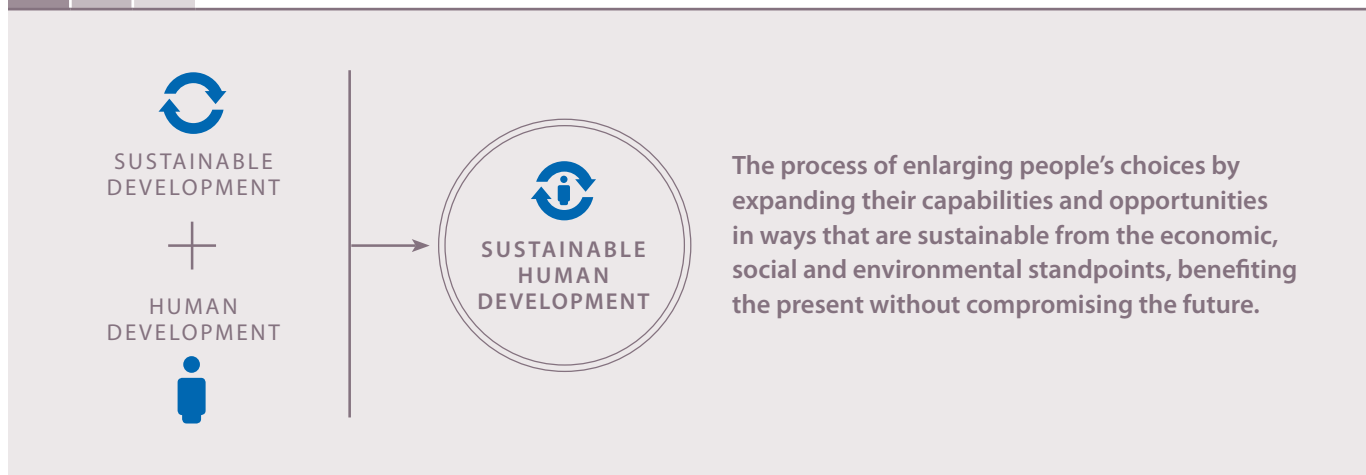 SUSTAINABLE
DEVELOPMENT
+
HUMAN
DEVELOPMENT
SUSTAINABLE
HUMAN
DEVELOPMENT
The process of enlarging people’s choices by
expanding their capabilities and opportunities
in ways that are sustainable from the economic,
social and environmental standpoints, benefiting
the present without compromising the future.